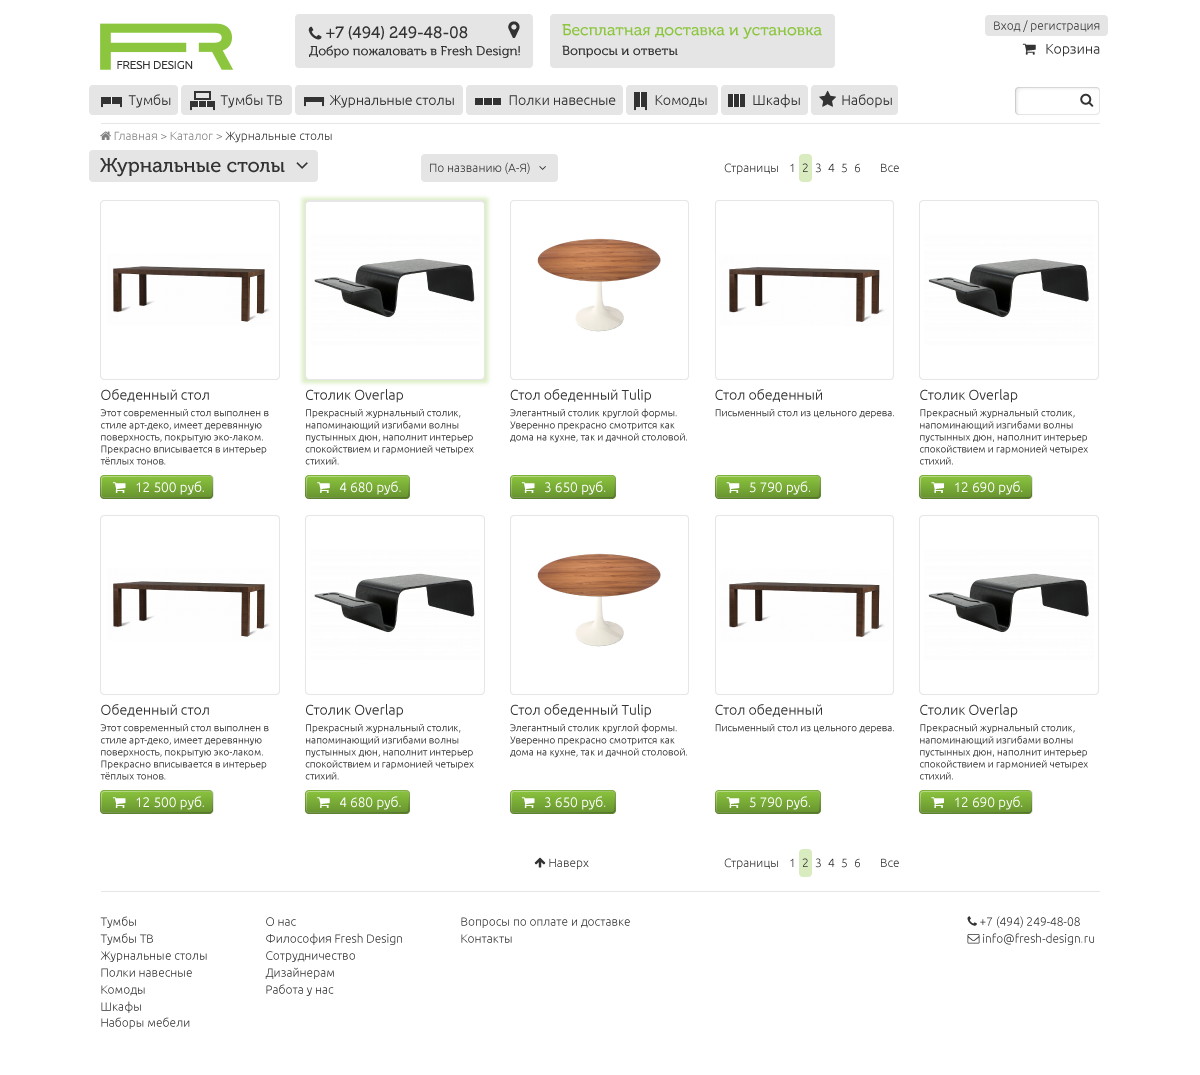 FRESH DESIGN
+7 (494) 249-48-08
Добро пожаловать в Fresh Design!
Бесплатная доставка и установка
Вопросы и ответы
Вход / регистрация
Корзина
Тумбы Тумбы ТВ Журнальные столы Полки навесные Комоды Шкафы Наборы
Главная > Каталог > Журнальные столы
Журнальные столы
По названию (А-Я)
Страницы 1 2 3 4 5 6 Все
Обеденный стол
Этот современный стол выполнен в
стиле арт-деко, имеет деревянную
поверхность, покрытую эко-лаком.
Прекрасно вписывается в интерьер
тёплых тонов.
12 500 руб.
Столик Overlap
Прекрасный журнальный столик,
напоминающий изгибами волны
пустынных дюн, наполнит интерьер
спокойствием и гармонией четырех
стихий.
4 680 руб.
Стол обеденный Tulip
Элегантный столик круглой формы.
Уверенно прекрасно смотрится как
дома на кухне, так и дачной столовой.
3 650 руб.
Стол обеденный
Письменный стол из цельного дерева.
5 790 руб.
Столик Overlap
Прекрасный журнальный столик,
напоминающий изгибами волны
пустынных дюн, наполнит интерьер
спокойствием и гармонией четырех
стихий.
12 690 руб.
Обеденный стол
Этот современный стол выполнен в
стиле арт-деко, имеет деревянную
поверхность, покрытую эко-лаком.
Прекрасно вписывается в интерьер
тёплых тонов.
12 500 руб.
Столик Overlap
Прекрасный журнальный столик,
напоминающий изгибами волны
пустынных дюн, наполнит интерьер
спокойствием и гармонией четырех
стихий.
4 680 руб.
Стол обеденный Tulip
Элегантный столик круглой формы.
Уверенно прекрасно смотрится как
дома на кухне, так и дачной столовой.
3 650 руб.
Стол обеденный
Письменный стол из цельного дерева.
5 790 руб.
Столик Overlap
Прекрасный журнальный столик,
напоминающий изгибами волны
пустынных дюн, наполнит интерьер
спокойствием и гармонией четырех
стихий.
12 690 руб.
Наверх
Страницы 1 2 3 4 5 6 Все
Тумбы
Тумбы ТВ
Журнальные столы
Полки навесные
Комоды
Шкафы
Наборы мебели
О нас
Философия Fresh Design
Сотрудничество
Дизайнерам
Работа у нас
Вопросы по оплате и доставке
Контакты
+7 (494) 249-48-08
info@fresh-design.ru